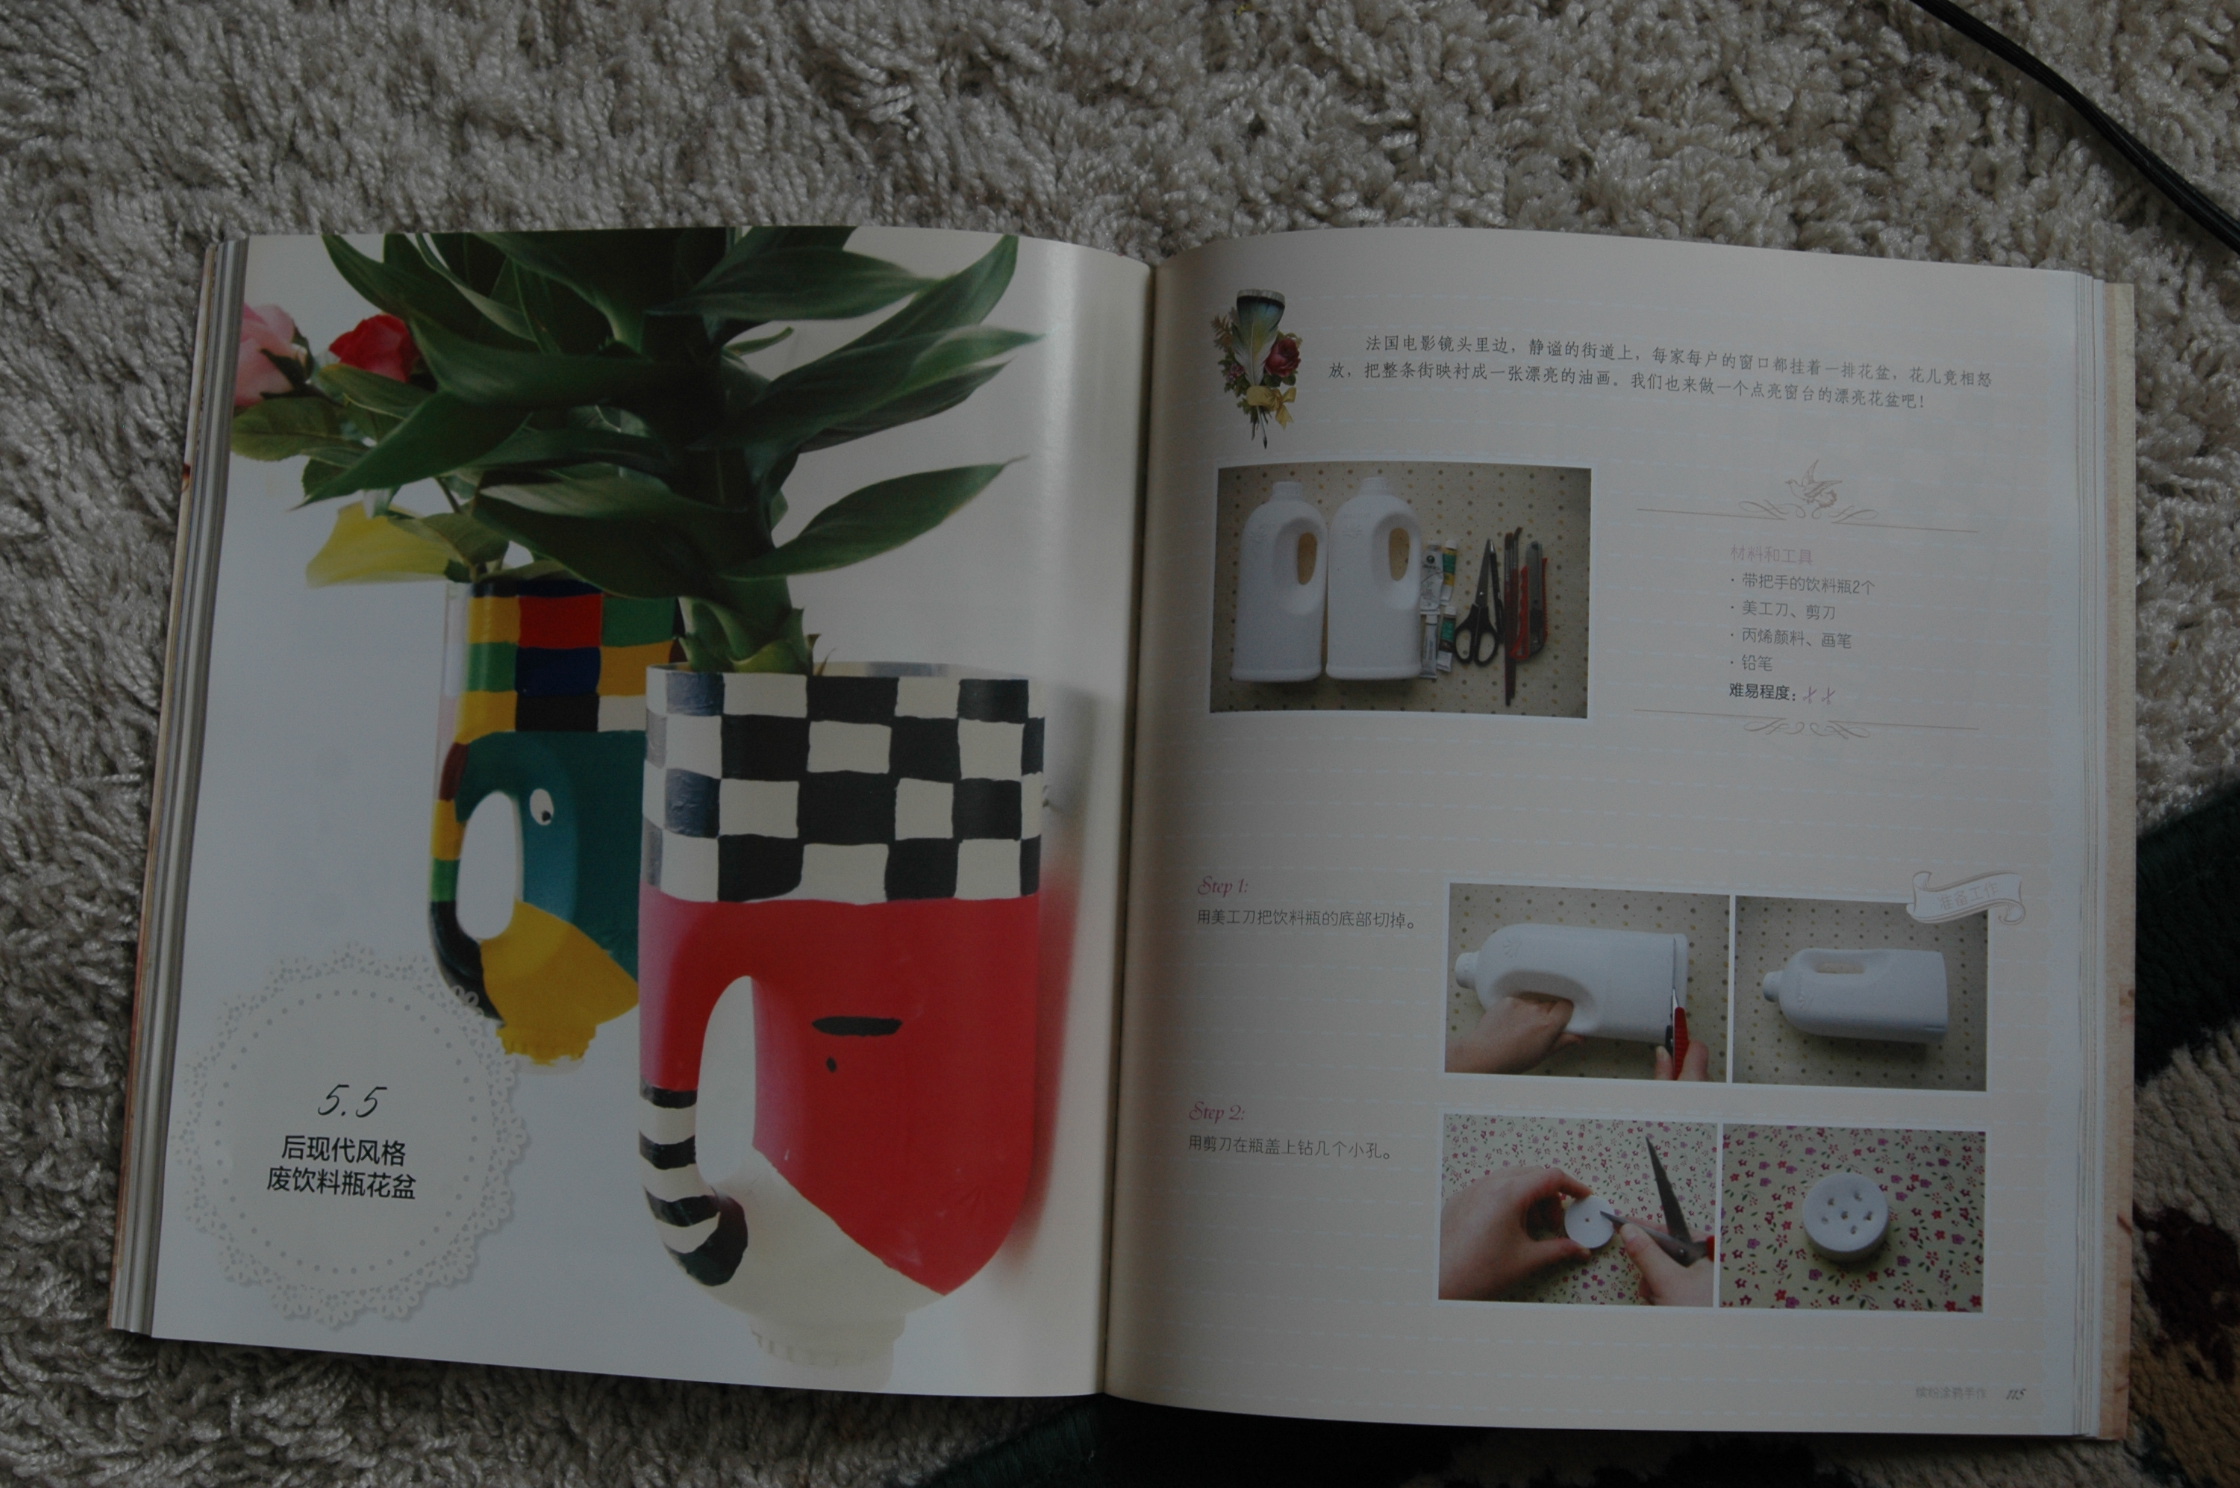 5.5
后现代风格
废饮料瓶花盆
法国电影镜头里边，静谧的街道上，每家每户的窗口都挂着一排花盆，花儿竞相怒
放，把整条街映衬成一张漂亮的油画。我们也来做一个点亮窗台的漂亮花盆吧！
材料和工具
·带把手的饮料瓶2个
·美工刀、剪刀
·丙烯颜料、画笔
·铅笔
难易程度：
准备工作
Step 1:
用美工刀把饮料瓶的底部切掉。
Step 2:
用剪刀在瓶盖上钻几个小孔。
缤纷涂鸦手作 115